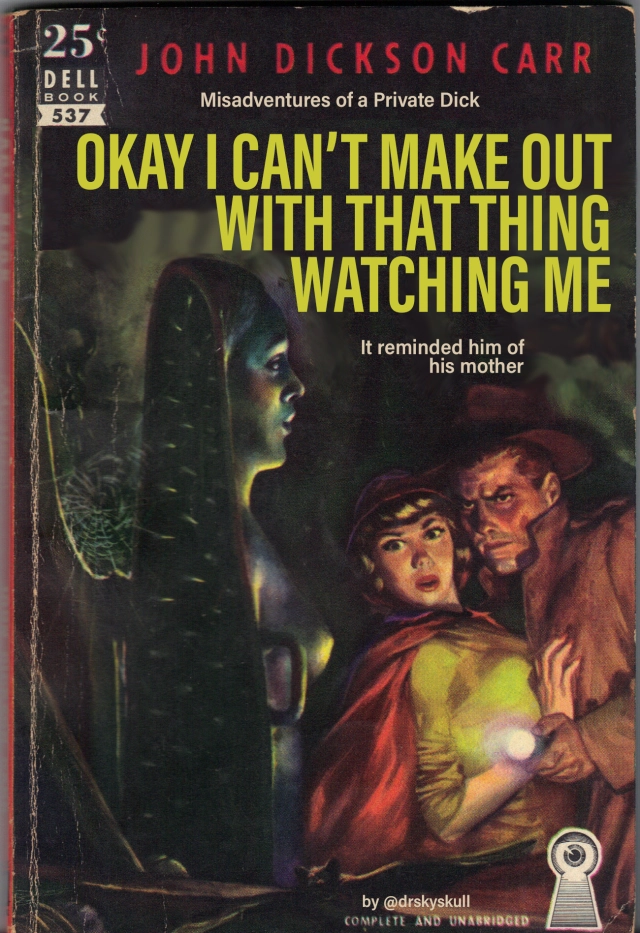 25¢
DELL
BOOK
537
JOHN DICKSON CARR
Misadventures of a Private Dick
OKAY I CAN'T MAKE OUT
WITH THAT THING
WATCHING ME
It reminded him of
his mother
by @drskyskull
COMPLETE AND UNABRIDGED